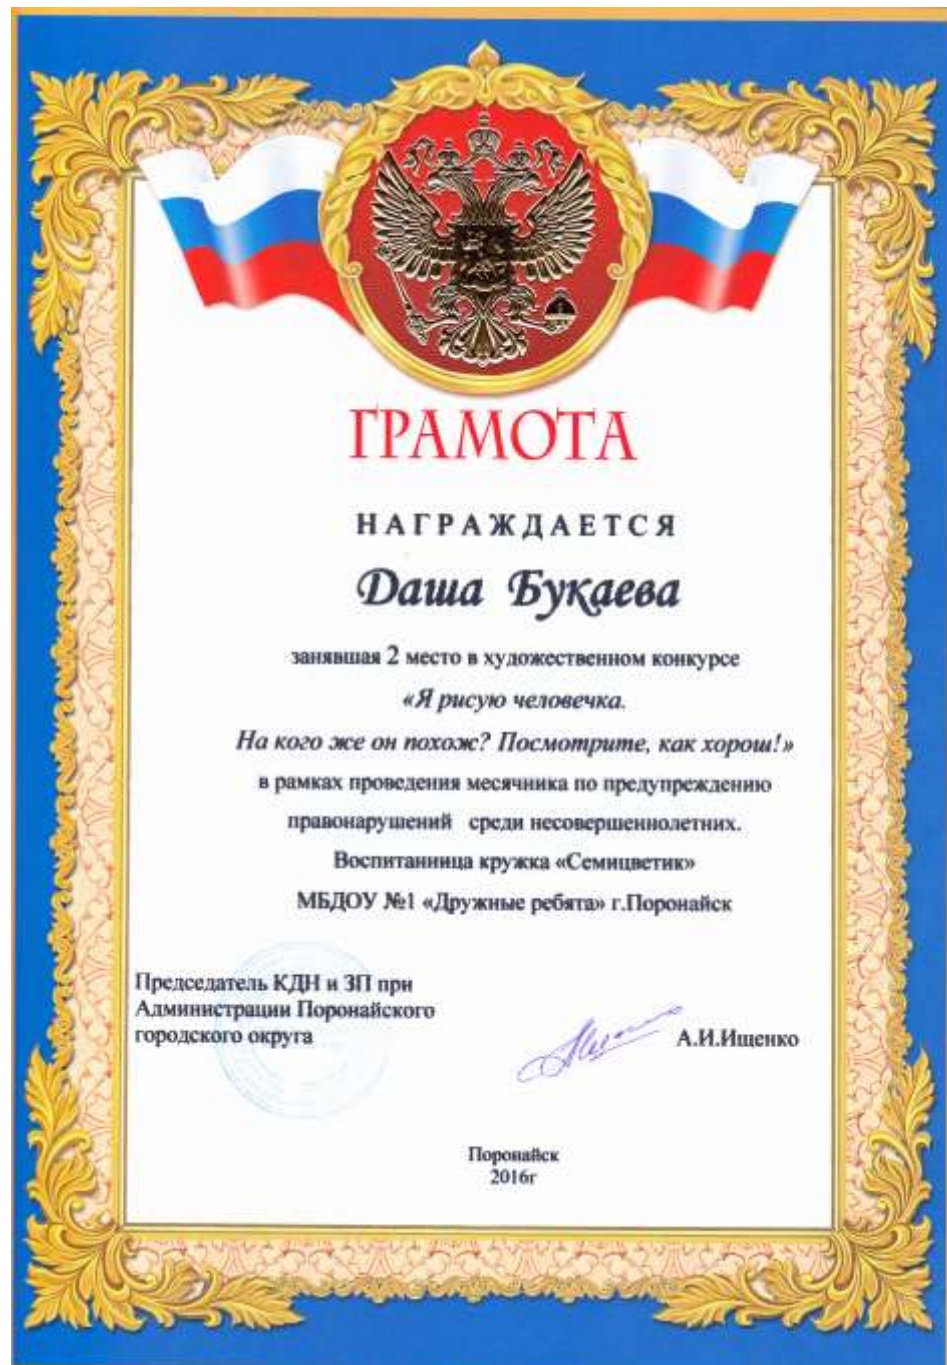 ГРАМОТА
НАГРАЖДАЕТСЯ
Даша Букаева
занявшая 2 место в художественном конкурсе
«Я рисую человечка.
На кого же он похож? Посмотрите, как хорош!»
в рамках проведения месячника по предупреждению
правонарушений среди несовершеннолетних.
Воспитанница кружка «Семицветик»
МБДОУ №1 «Дружные ребята» г.Поронайск
Председатель КДН и ЗП при
Администрации Поронайского
городского округа
А.И.Ищенко
Поронайск
2016г